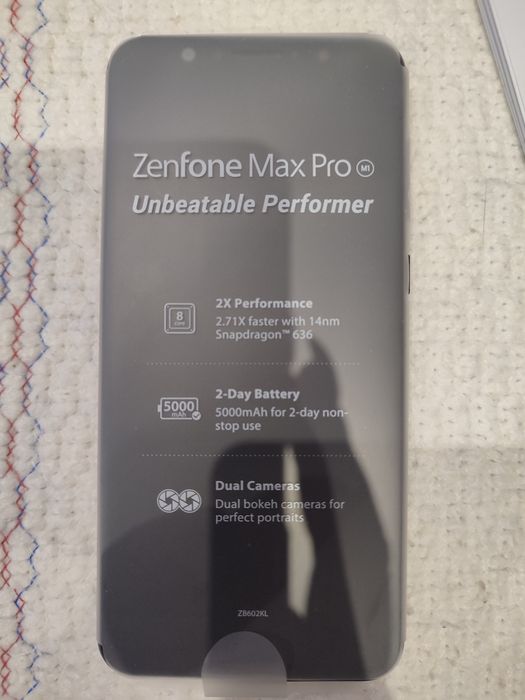 Zenfone Max Pro M1
Unbeatable Performer
8
core
2X Performance
2.71X faster with 14nm
Snapdragon™ 636
5000
mAh
2-Day Battery
5000mAh for 2-day non-
stop use
Dual Cameras
Dual bokeh cameras for
perfect portraits
ZB602KL